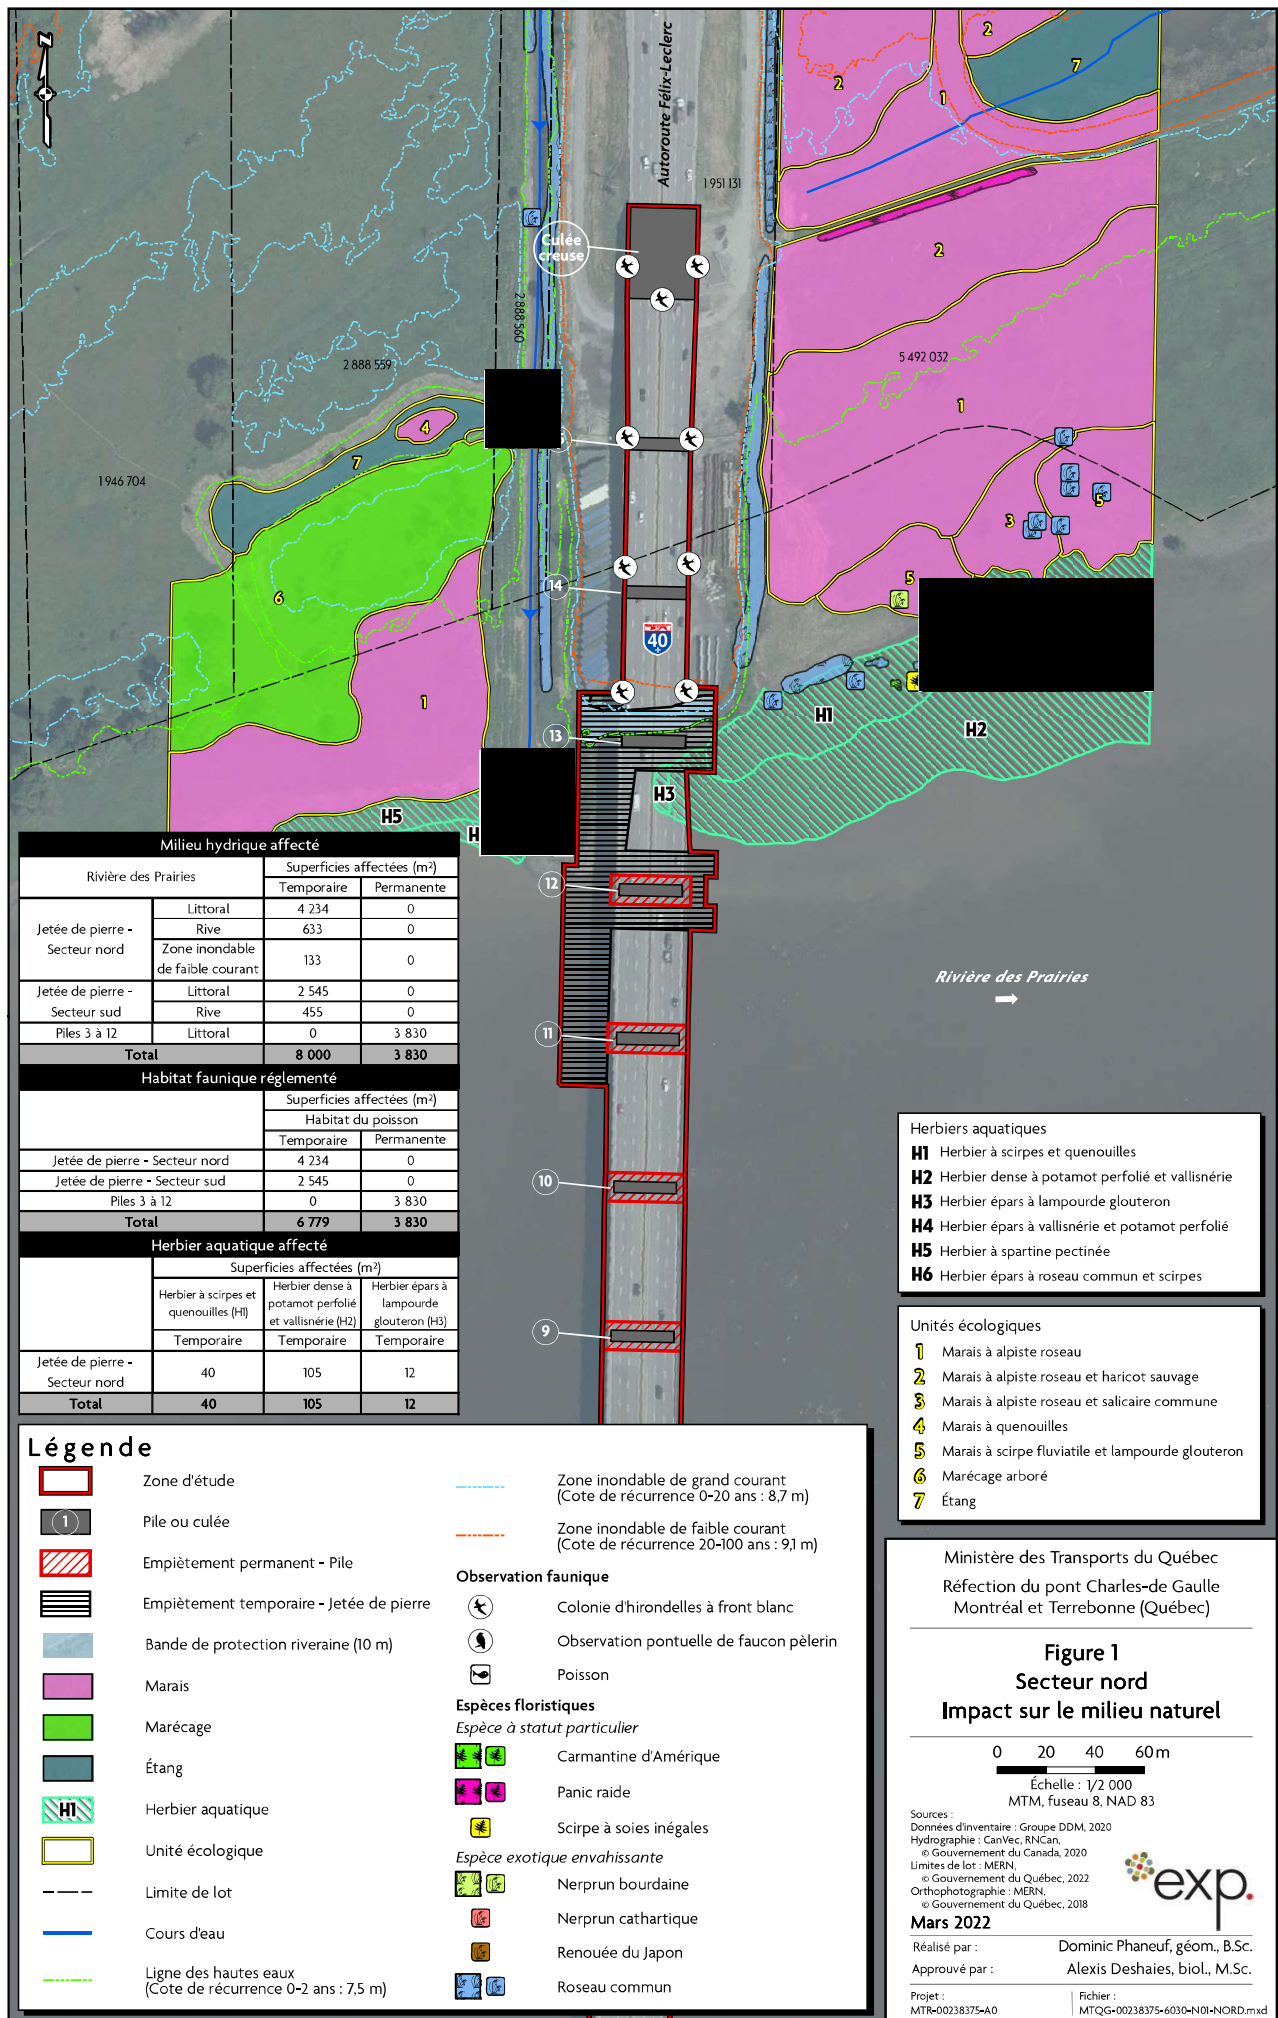 N
Autoroute Félix-Leclerc
1 951 131
Culée
creuse
2 888 560
2 888 559
1 946 704
5 492 032
2
2
7
1
2
1
4
7
3
5
5
6
1
14
40
13
12
11
10
9
H1
H2
H3
H5
H
Rivière des Prairies
Milieu hydrique affecté
Rivière des Prairies
Superficies affectées (m²)
Temporaire Permanente
Jetée de pierre -
Secteur nord
Littoral 4 234 0
Rive 633 0
Zone inondable
de faible courant 133 0
Jetée de pierre -
Secteur sud
Littoral 2 545 0
Rive 455 0
Piles 3 à 12 Littoral 0 3 830
Total 8 000 3 830
Habitat faunique réglementé
Superficies affectées (m²)
Habitat du poisson
Temporaire Permanente
Jetée de pierre - Secteur nord 4 234 0
Jetée de pierre - Secteur sud 2 545 0
Piles 3 à 12 0 3 830
Total 6 779 3 830
Herbier aquatique affecté
Superficies affectées (m²)
Herbier à scirpes et
quenouilles (H1)
Herbier dense à
potamot perfolié
et vallisnérie (H2)
Herbier épars à
lampourde
glouteron (H3)
Temporaire Temporaire Temporaire
Jetée de pierre -
Secteur nord
40 105 12
Total 40 105 12
Herbiers aquatiques
H1 Herbier à scirpes et quenouilles
H2 Herbier dense à potamot perfolié et vallisnérie
H3 Herbier épars à lampourde glouteron
H4 Herbier épars à vallisnérie et potamot perfolié
H5 Herbier à spartine pectinée
H6 Herbier épars à roseau commun et scirpes
Unités écologiques
1 Marais à alpiste roseau
2 Marais à alpiste roseau et haricot sauvage
3 Marais à alpiste roseau et salicaire commune
4 Marais à quenouilles
5 Marais à scirpe fluviatile et lampourde glouteron
6 Marécage arboré
7 Étang
Légende
Zone d'étude
1 Pile ou culée
Empiètement permanent - Pile
Empiètement temporaire - Jetée de pierre
Bande de protection riveraine (10 m)
Marais
Marécage
Étang
H1 Herbier aquatique
Unité écologique
Limite de lot
Cours d'eau
Ligne des hautes eaux
(Cote de récurrence 0-2 ans : 7,5 m)
Zone inondable de grand courant
(Cote de récurrence 0-20 ans : 8,7 m)
Zone inondable de faible courant
(Cote de récurrence 20-100 ans : 9,1 m)
Observation faunique
Colonie d'hirondelles à front blanc
Observation pontuelle de faucon pèlerin
Poisson
Espèces floristiques
Espèce à statut particulier
Carmantine d'Amérique
Panic raide
Scirpe à soies inégales
Espèce exotique envahissante
Nerprun bourdaine
Nerprun cathartique
Renouée du Japon
Roseau commun
Ministère des Transports du Québec
Réfection du pont Charles-de Gaulle
Montréal et Terrebonne (Québec)
Figure 1
Secteur nord
Impact sur le milieu naturel
0 20 40 60 m
Échelle : 1/2 000
MTM, fuseau 8, NAD 83
Sources :
Données d'inventaire : Groupe DDM, 2020
Hydrographie : CanVec, RNCan,
© Gouvernement du Canada, 2020
Limites de lot : MERN,
© Gouvernement du Québec, 2022
Orthophotographie : MERN,
© Gouvernement du Québec, 2018
exp.
Mars 2022
Réalisé par : Dominic Phaneuf, géom., B.Sc.
Approuvé par : Alexis Deshaies, biol., M.Sc.
Projet :
MTR-00238375-A0
Fichier :
MTQG-00238375-6030-N01-NORD.mxd